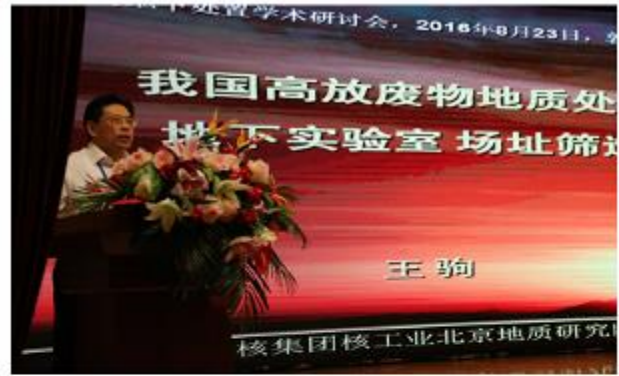 处置学术研讨会，2016年8月23日，
我国高放废物地质处
地下实验室 场址筛选
王 驹
核集团核工业北京地质研究